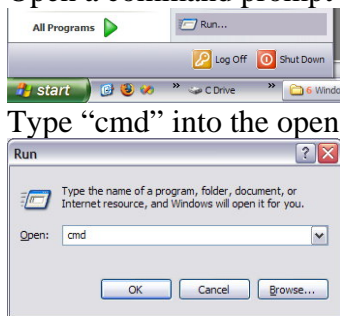 Open a command prompt
All Programs
Run...
Log Off
Shut Down
start
»
C Drive
»
6 Windo
Type “cmd” into the open
Run
Type the name of a program, folder, document, or
Internet resource, and Windows will open it for you.
Open:
cmd
OK
Cancel
Browse...